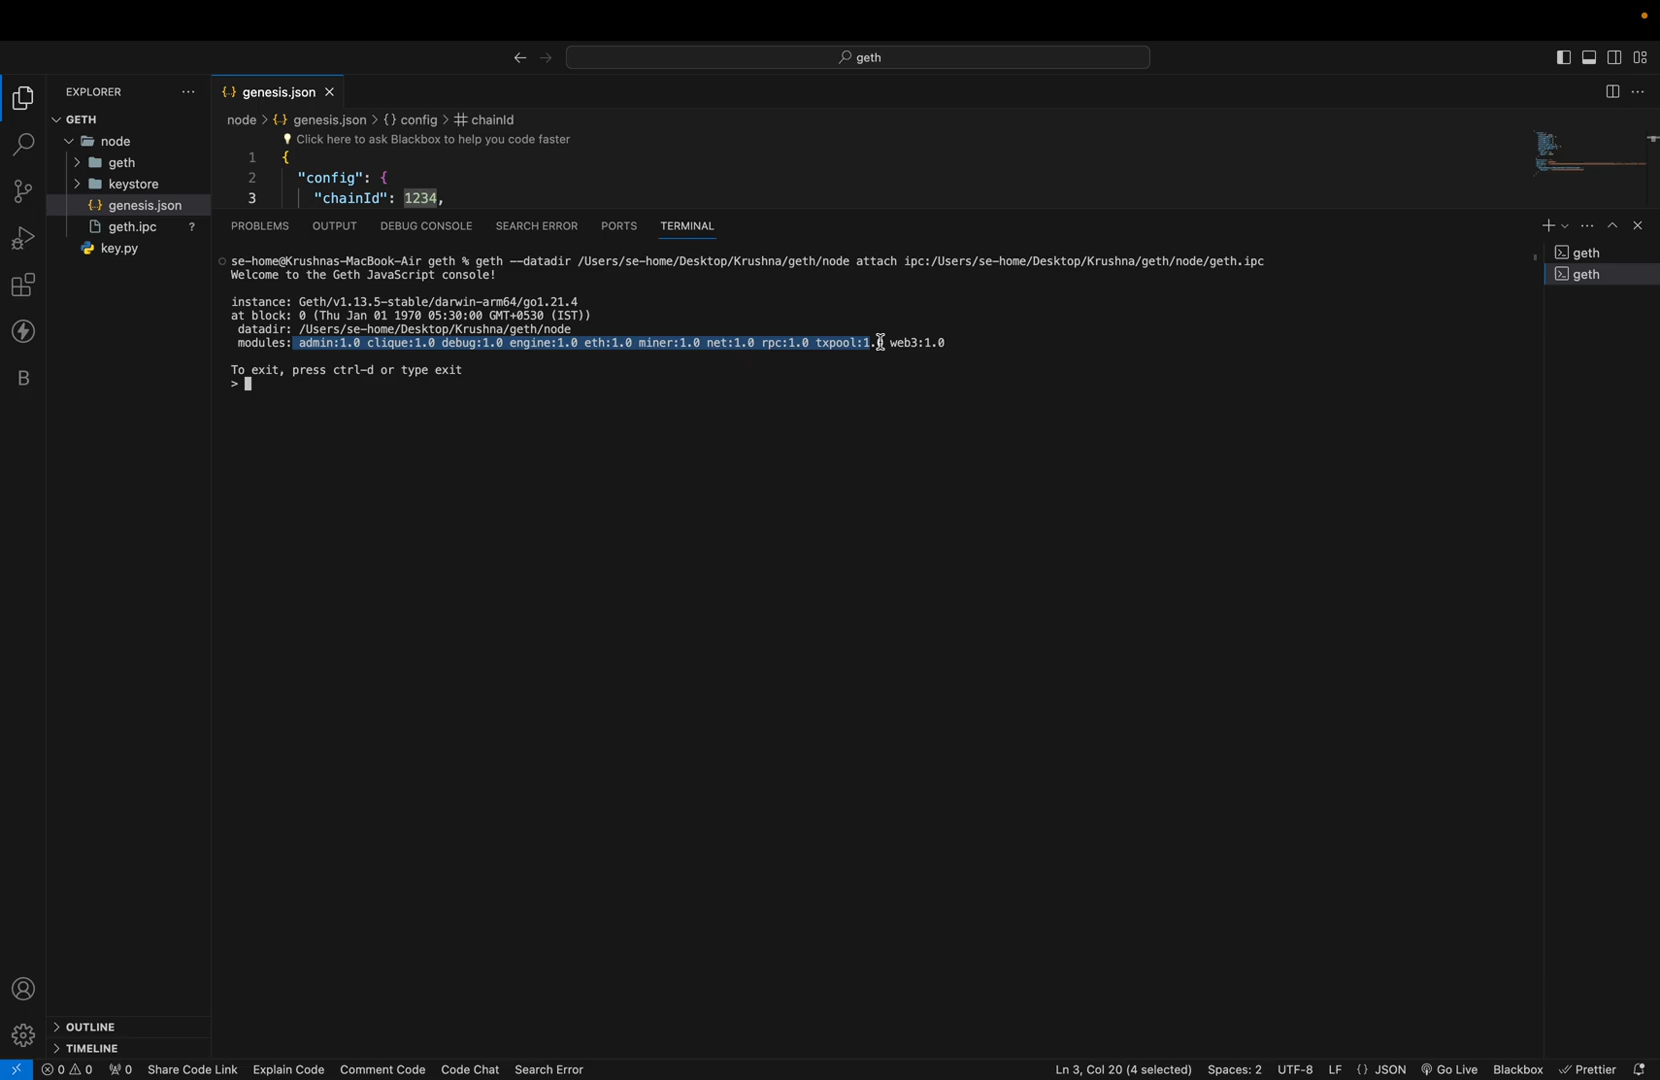 geth
EXPLORER
GETH
node
geth
keystore
genesis.json
geth.ipc
?
key.py
genesis.json
node > genesis.json > {} config > # chainId
Click here to ask Blackbox to help you code faster
1 {
2 "config": {
3 "chainId": 1234,
PROBLEMS OUTPUT DEBUG CONSOLE SEARCH ERROR PORTS TERMINAL
se-home@Krushnas-MacBook-Air geth % geth --datadir /Users/se-home/Desktop/Krushna/geth/node attach ipc:/Users/se-home/Desktop/Krushna/geth/node/geth.ipc
Welcome to the Geth JavaScript console!
instance: Geth/v1.13.5-stable/darwin-arm64/go1.21.4
at block: 0 (Thu Jan 01 1970 05:30:00 GMT+0530 (IST))
datadir: /Users/se-home/Desktop/Krushna/geth/node
modules: admin:1.0 clique:1.0 debug:1.0 engine:1.0 eth:1.0 miner:1.0 net:1.0 rpc:1.0 txpool:1.0 web3:1.0
To exit, press ctrl-d or type exit
>
geth
geth
B
OUTLINE
TIMELINE
0 0 0 Share Code Link Explain Code Comment Code Code Chat Search Error Ln 3, Col 20 (4 selected) Spaces: 2 UTF-8 LF {} JSON Go Live Blackbox Prettier